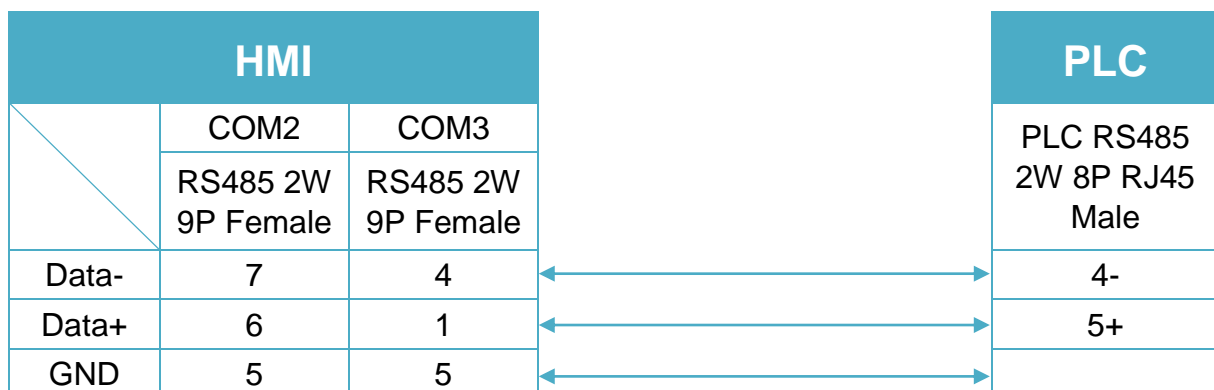 HMI
PLC
COM2 COM3
RS485 2W
9P Female
RS485 2W
9P Female
PLC RS485
2W 8P RJ45
Male
Data- 7 4 4-
Data+ 6 1 5+
GND 5 5